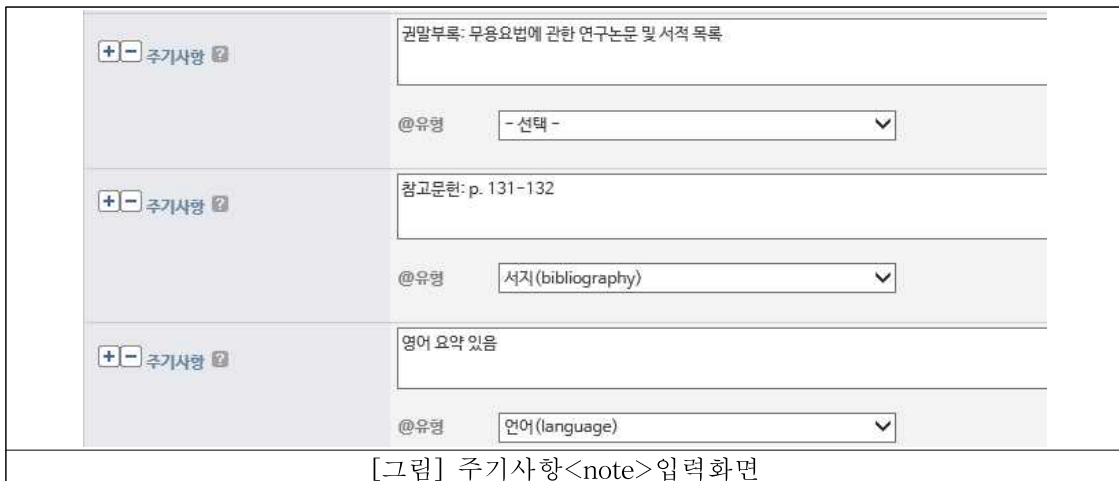 + - 주기사항 ?
권말부록: 무용요법에 관한 연구논문 및 서적 목록
@유형 - 선택 -
+ - 주기사항 ?
참고문헌: p. 131-132
@유형 서지(bibliography)
+ - 주기사항 ?
영어 요약 있음
@유형 언어(language)
[그림] 주기사항<note>입력화면